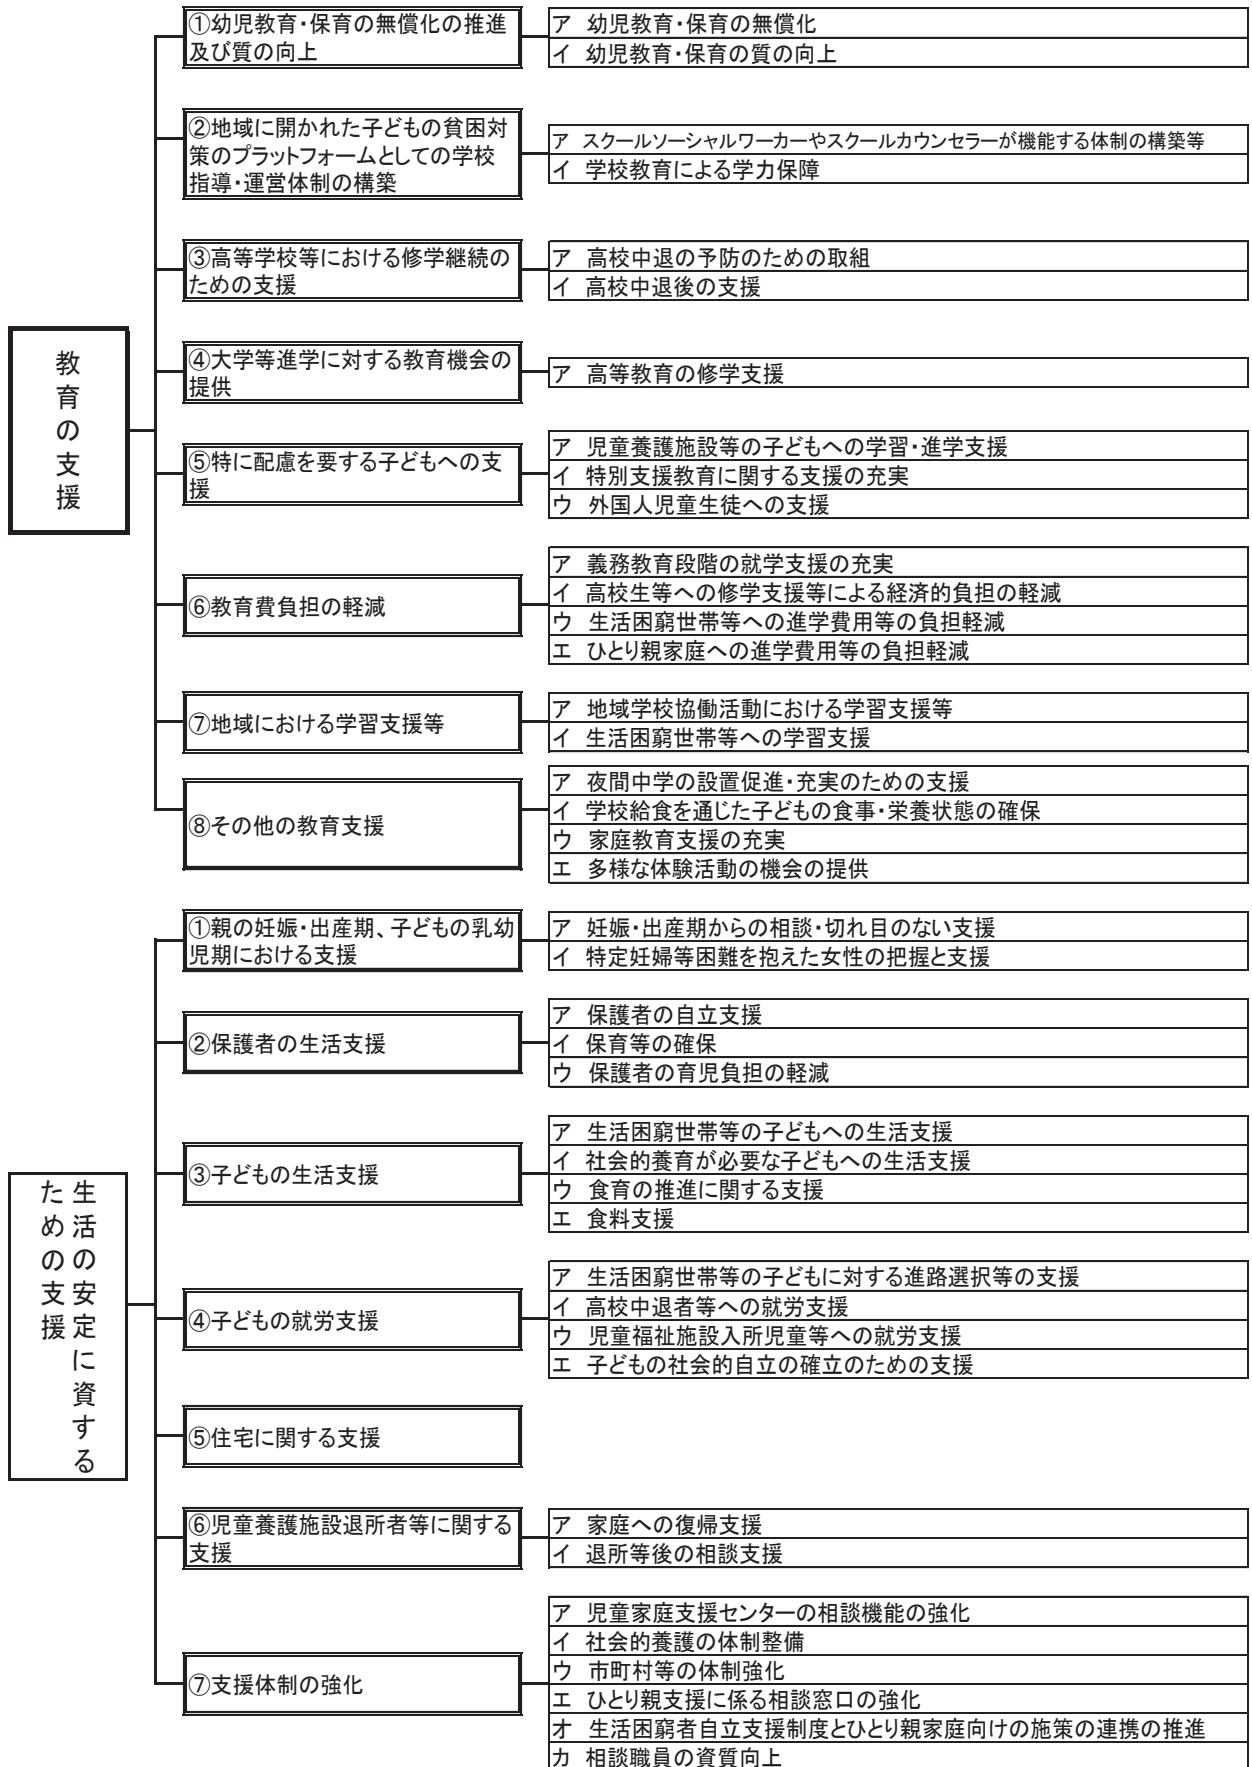 教育の支援
①幼児教育・保育の無償化の推進
及び質の向上
ア 幼児教育・保育の無償化
イ 幼児教育・保育の質の向上
②地域に開かれた子どもの貧困対
策のプラットフォームとしての学校
指導・運営体制の構築
ア スクールソーシャルワーカーやスクールカウンセラーが機能する体制の構築等
イ 学校教育による学力保障
③高等学校等における修学継続の
ための支援
ア 高校中退の予防のための取組
イ 高校中退後の支援
④大学等進学に対する教育機会の
提供
ア 高等教育の修学支援
⑤特に配慮を要する子どもへの支
援
ア 児童養護施設等の子どもへの学習・進学支援
イ 特別支援教育に関する支援の充実
ウ 外国人児童生徒への支援
⑥教育費負担の軽減
ア 義務教育段階の就学支援の充実
イ 高校生等への修学支援等による経済的負担の軽減
ウ 生活困窮世帯等への進学費用等の負担軽減
エ ひとり親家庭への進学費用等の負担軽減
⑦地域における学習支援等
ア 地域学校協働活動における学習支援等
イ 生活困窮世帯等への学習支援
⑧その他の教育支援
ア 夜間中学の設置促進・充実のための支援
イ 学校給食を通じた子どもの食事・栄養状態の確保
ウ 家庭教育支援の充実
エ 多様な体験活動の機会の提供
生活の安定に資する
ための支援
①親の妊娠・出産期、子どもの乳幼
児期における支援
ア 妊娠・出産期からの相談・切れ目のない支援
イ 特定妊婦等困難を抱えた女性の把握と支援
②保護者の生活支援
ア 保護者の自立支援
イ 保育等の確保
ウ 保護者の育児負担の軽減
③子どもの生活支援
ア 生活困窮世帯等の子どもへの生活支援
イ 社会的養育が必要な子どもへの生活支援
ウ 食育の推進に関する支援
エ 食料支援
④子どもの就労支援
ア 生活困窮世帯等の子どもに対する進路選択等の支援
イ 高校中退者等への就労支援
ウ 児童福祉施設入所児童等への就労支援
エ 子どもの社会的自立の確立のための支援
⑤住宅に関する支援
⑥児童養護施設退所者等に関する
支援
ア 家庭への復帰支援
イ 退所等後の相談支援
⑦支援体制の強化
ア 児童家庭支援センターの相談機能の強化
イ 社会的養護の体制整備
ウ 市町村等の体制強化
エ ひとり親支援に係る相談窓口の強化
オ 生活困窮者自立支援制度とひとり親家庭向けの施策の連携の推進
カ 相談職員の資質向上